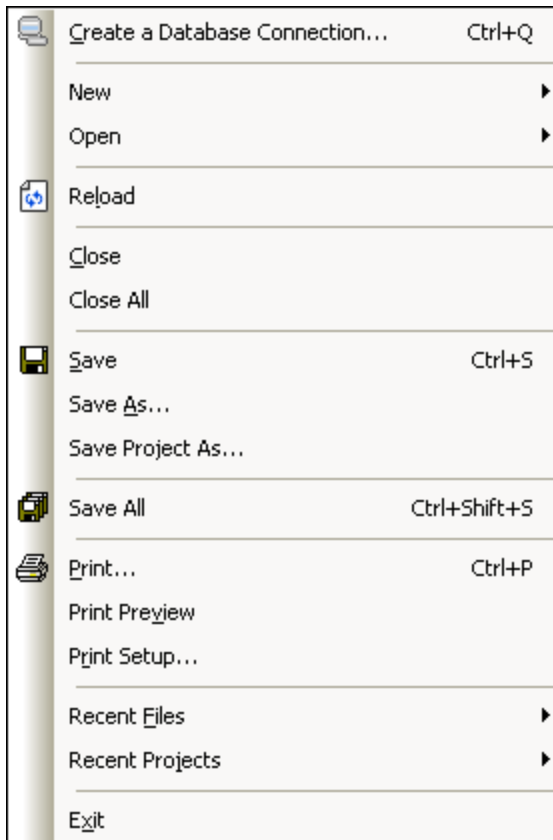 Create a Database Connection... Ctrl+Q
New
Open
Reload
Close
Close All
Save Ctrl+S
Save As...
Save Project As...
Save All Ctrl+Shift+S
Print... Ctrl+P
Print Preview
Print Setup...
Recent Files
Recent Projects
Exit